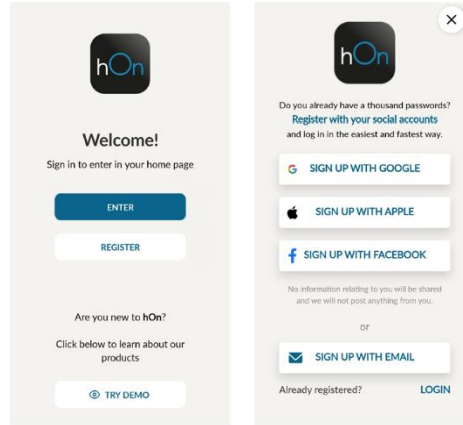 hOn
Welcome!
Sign in to enter in your home page
ENTER
REGISTER
Are you new to hOn?
Click below to learn about our
products
TRY DEMO
hOn
Do you already have a thousand passwords?
Register with your social accounts
and log in in the easiest and fastest way.
SIGN UP WITH GOOGLE
SIGN UP WITH APPLE
SIGN UP WITH FACEBOOK
No information relating to you will be shared
and we will not post anything from you.
or
SIGN UP WITH EMAIL
Already registered? LOGIN